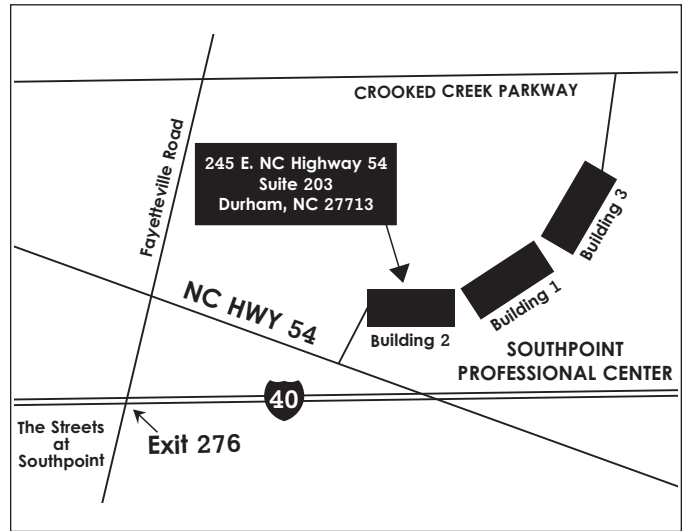 CROOKED CREEK PARKWAY
Fayetteville Road
245 E. NC Highway 54
Suite 203
Durham, NC 27713
Building 3
Building 1
NC HWY 54
Building 2
SOUTHPOINT
PROFESSIONAL CENTER
40
The Streets
at
Southpoint
Exit 276